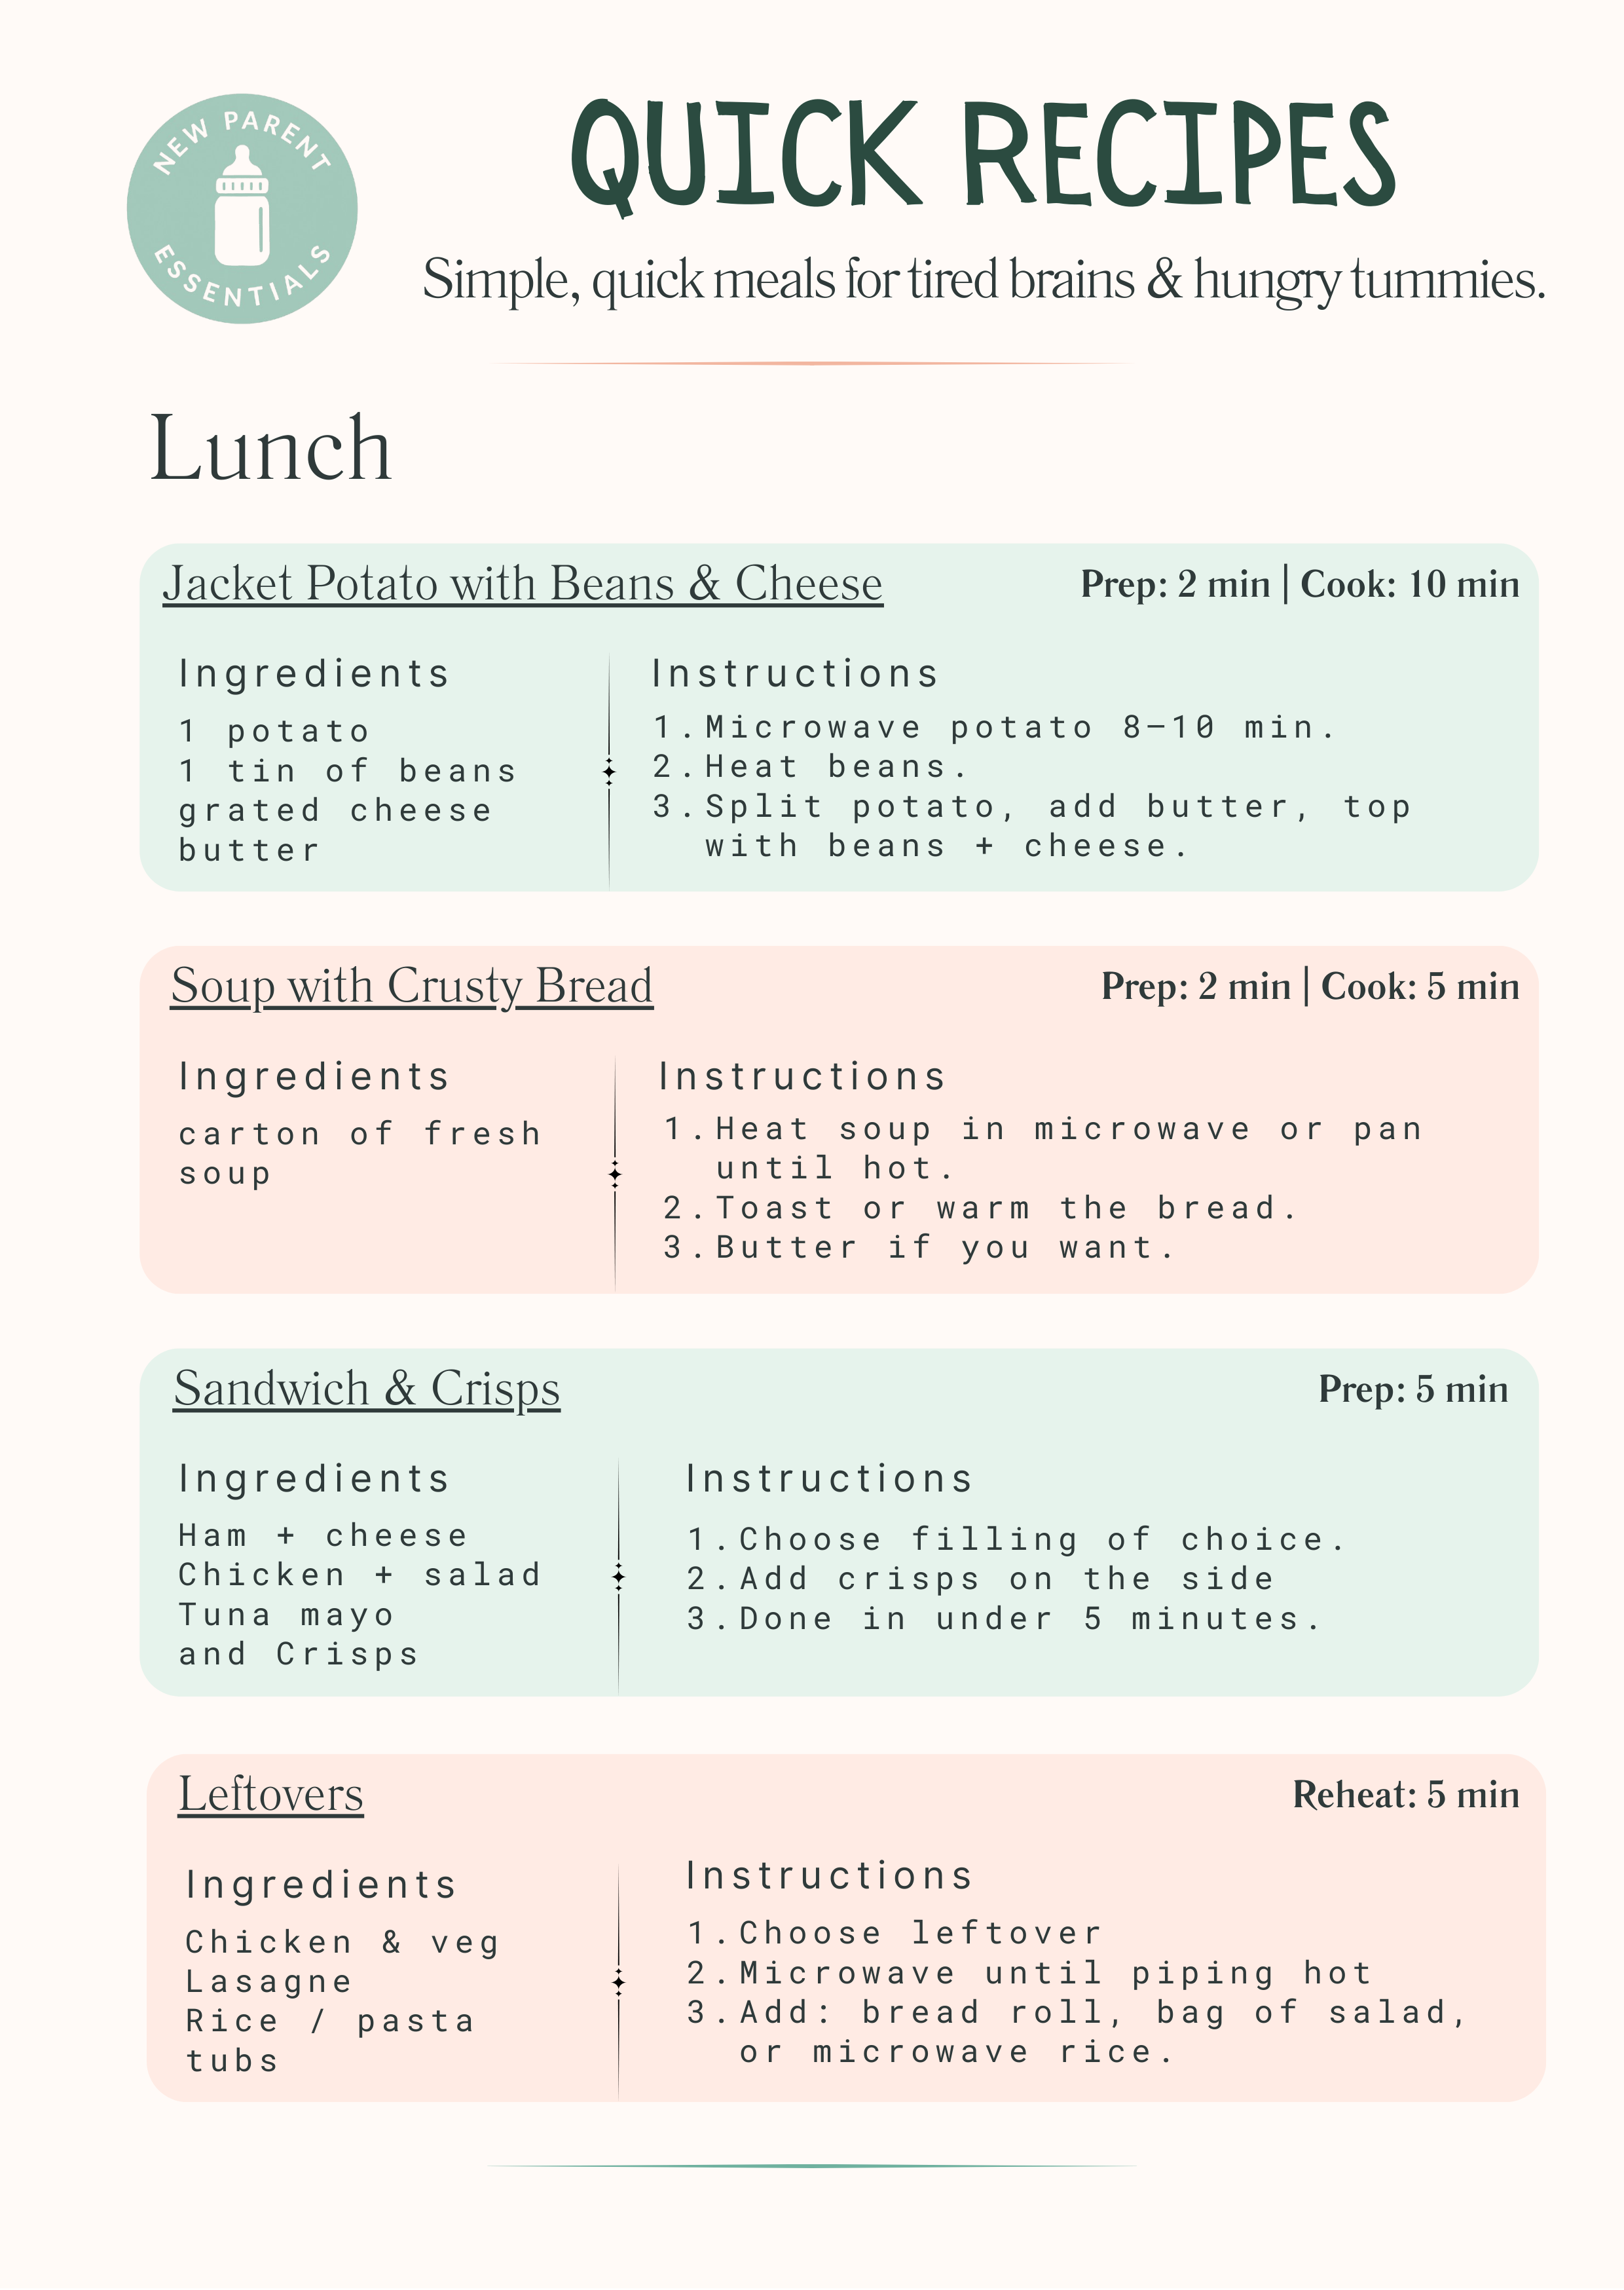 NEW PARENT
ESSENTIALS
QUICK RECIPES
Simple, quick meals for tired brains & hungry tummies.
Lunch
Jacket Potato with Beans & Cheese
Prep: 2 min | Cook: 10 min
Ingredients
1 potato
1 tin of beans
grated cheese
butter
Instructions
1. Microwave potato 8–10 min.
2. Heat beans.
3. Split potato, add butter, top
with beans + cheese.
Soup with Crusty Bread
Prep: 2 min | Cook: 5 min
Ingredients
carton of fresh
soup
Instructions
1. Heat soup in microwave or pan
until hot.
2. Toast or warm the bread.
3. Butter if you want.
Sandwich & Crisps
Prep: 5 min
Ingredients
Ham + cheese
Chicken + salad
Tuna mayo
and Crisps
Instructions
1. Choose filling of choice.
2. Add crisps on the side
3. Done in under 5 minutes.
Leftovers
Reheat: 5 min
Ingredients
Chicken & veg
Lasagne
Rice / pasta
tubs
Instructions
1. Choose leftover
2. Microwave until piping hot
3. Add: bread roll, bag of salad,
or microwave rice.